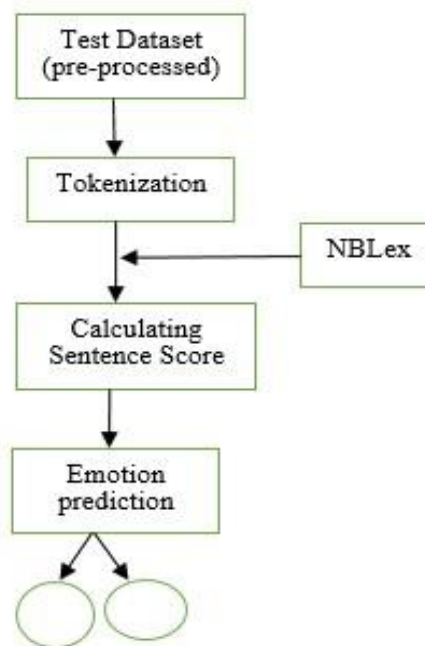 Test Dataset
(pre-processed)
Tokenization
NBLex
Calculating
Sentence Score
Emotion
prediction